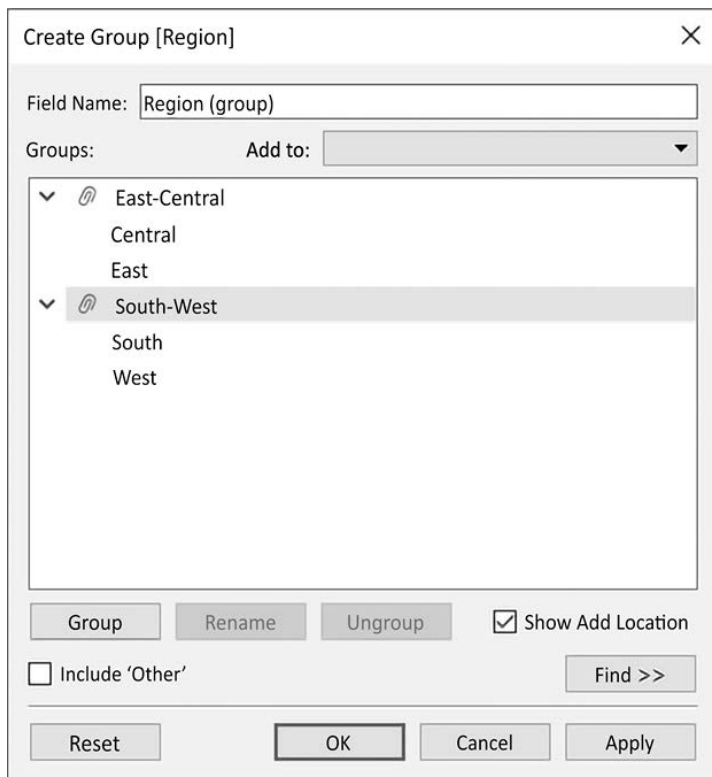 Create Group [Region]
Field Name: Region (group)
Groups: Add to:
East-Central
Central
East
South-West
South
West
Group Rename Ungroup Show Add Location
Include ‘Other’ Find >>
Reset OK Cancel Apply